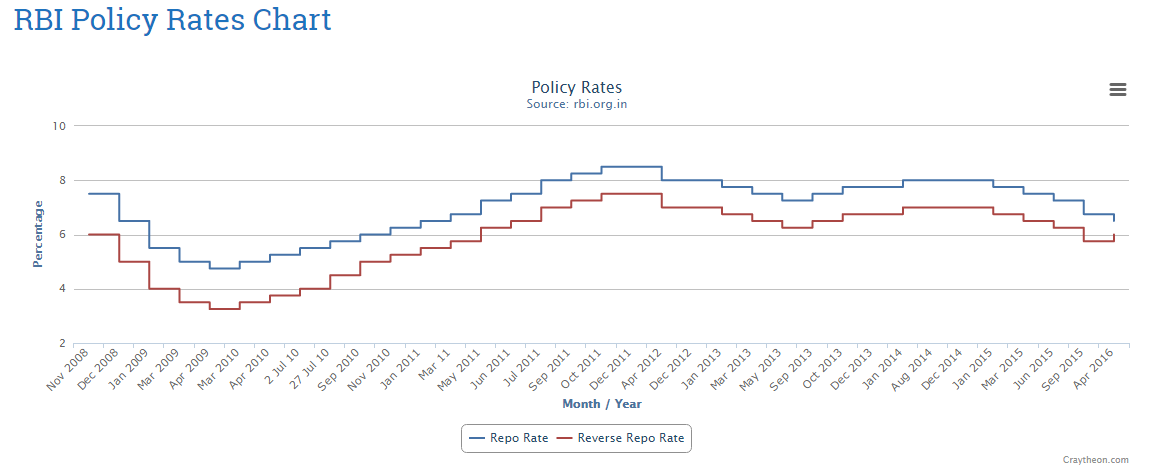 RBI Policy Rates Chart
Policy Rates
Source: rbi.org.in
10
8
6
4
2
Percentage
Nov 2008
Dec 2008
Jan 2009
Mar 2009
Apr 2009
Mar 2010
Apr 2010
2 Jul 10
27 Jul 10
Sep 2010
Nov 2010
Jan 2011
Mar 11
May 2011
Jun 2011
Jul 2011
Sep 2011
Oct 2011
Dec 2011
Apr 2012
Dec 2012
Jan 2013
Mar 2013
May 2013
Sep 2013
Oct 2013
Dec 2013
Jan 2014
Aug 2014
Dec 2014
Jan 2015
Mar 2015
Jun 2015
Sep 2015
Apr 2016
Month / Year
Repo Rate Reverse Repo Rate
Craytheon.com